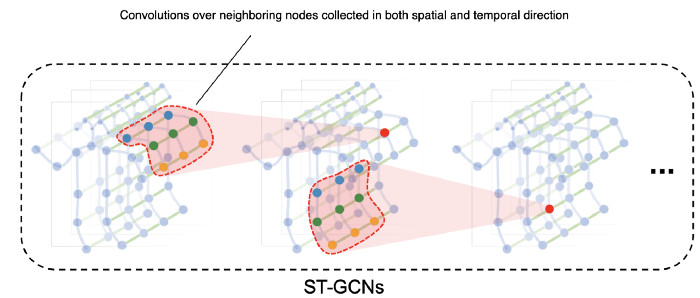 Convolutions over neighboring nodes collected in both spatial and temporal direction
...
ST-GCNs